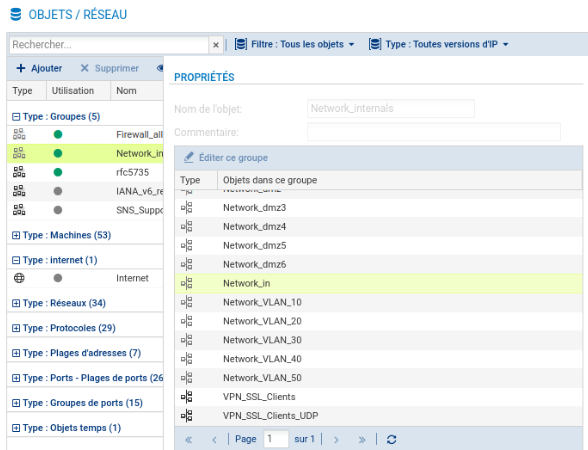 OBJETS / RÉSEAU
Rechercher... × Filtre : Tous les objets Type : Toutes versions d'IP
+ Ajouter × Supprimer
Type Utilisation Nom
Type : Groupes (5)
Firewall_all
Network_in
rfc5735
IANA_v6_re
SNS_Suppo
Type : Machines (53)
Type : internet (1)
Internet
Type : Réseaux (34)
Type : Protocoles (29)
Type : Plages d'adresses (7)
Type : Ports - Plages de ports (26
Type : Groupes de ports (15)
Type : Objets temps (1)
PROPRIÉTÉS
Nom de l'objet: Network_internals
Commentaire:
Éditer ce groupe
Type Objets dans ce groupe
Network_dmz2
Network_dmz3
Network_dmz4
Network_dmz5
Network_dmz6
Network_in
Network_VLAN_10
Network_VLAN_20
Network_VLAN_30
Network_VLAN_40
Network_VLAN_50
VPN_SSL_Clients
VPN_SSL_Clients_UDP
« < Page 1 sur 1 > »